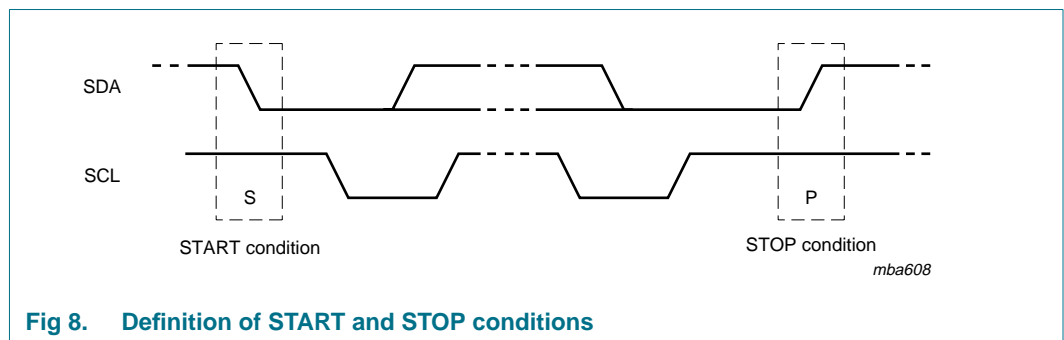 SDA
SCL
S
P
START condition
STOP condition
mba608
Fig 8. Definition of START and STOP conditions